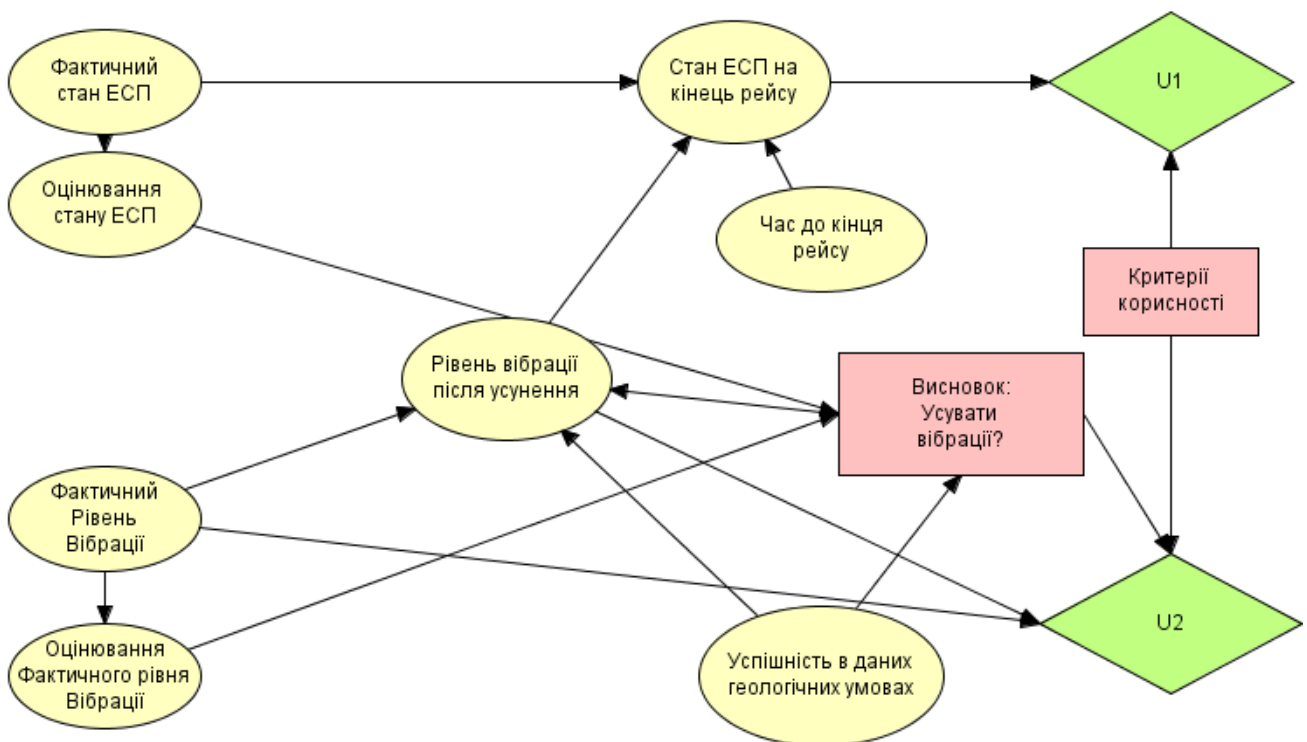 Фактичний
стан ЕСП
Стан ЕСП на
кінець рейсу
U1
Оцінювання
стану ЕСП
Час до кінця
рейсу
Критерії
корисності
Рівень вібрації
після усунення
Висновок:
Усувати
вібрації?
Фактичний
Рівень
Вібрації
U2
Оцінювання
Фактичного рівня
Вібрації
Успішність в даних
геологічних умовах